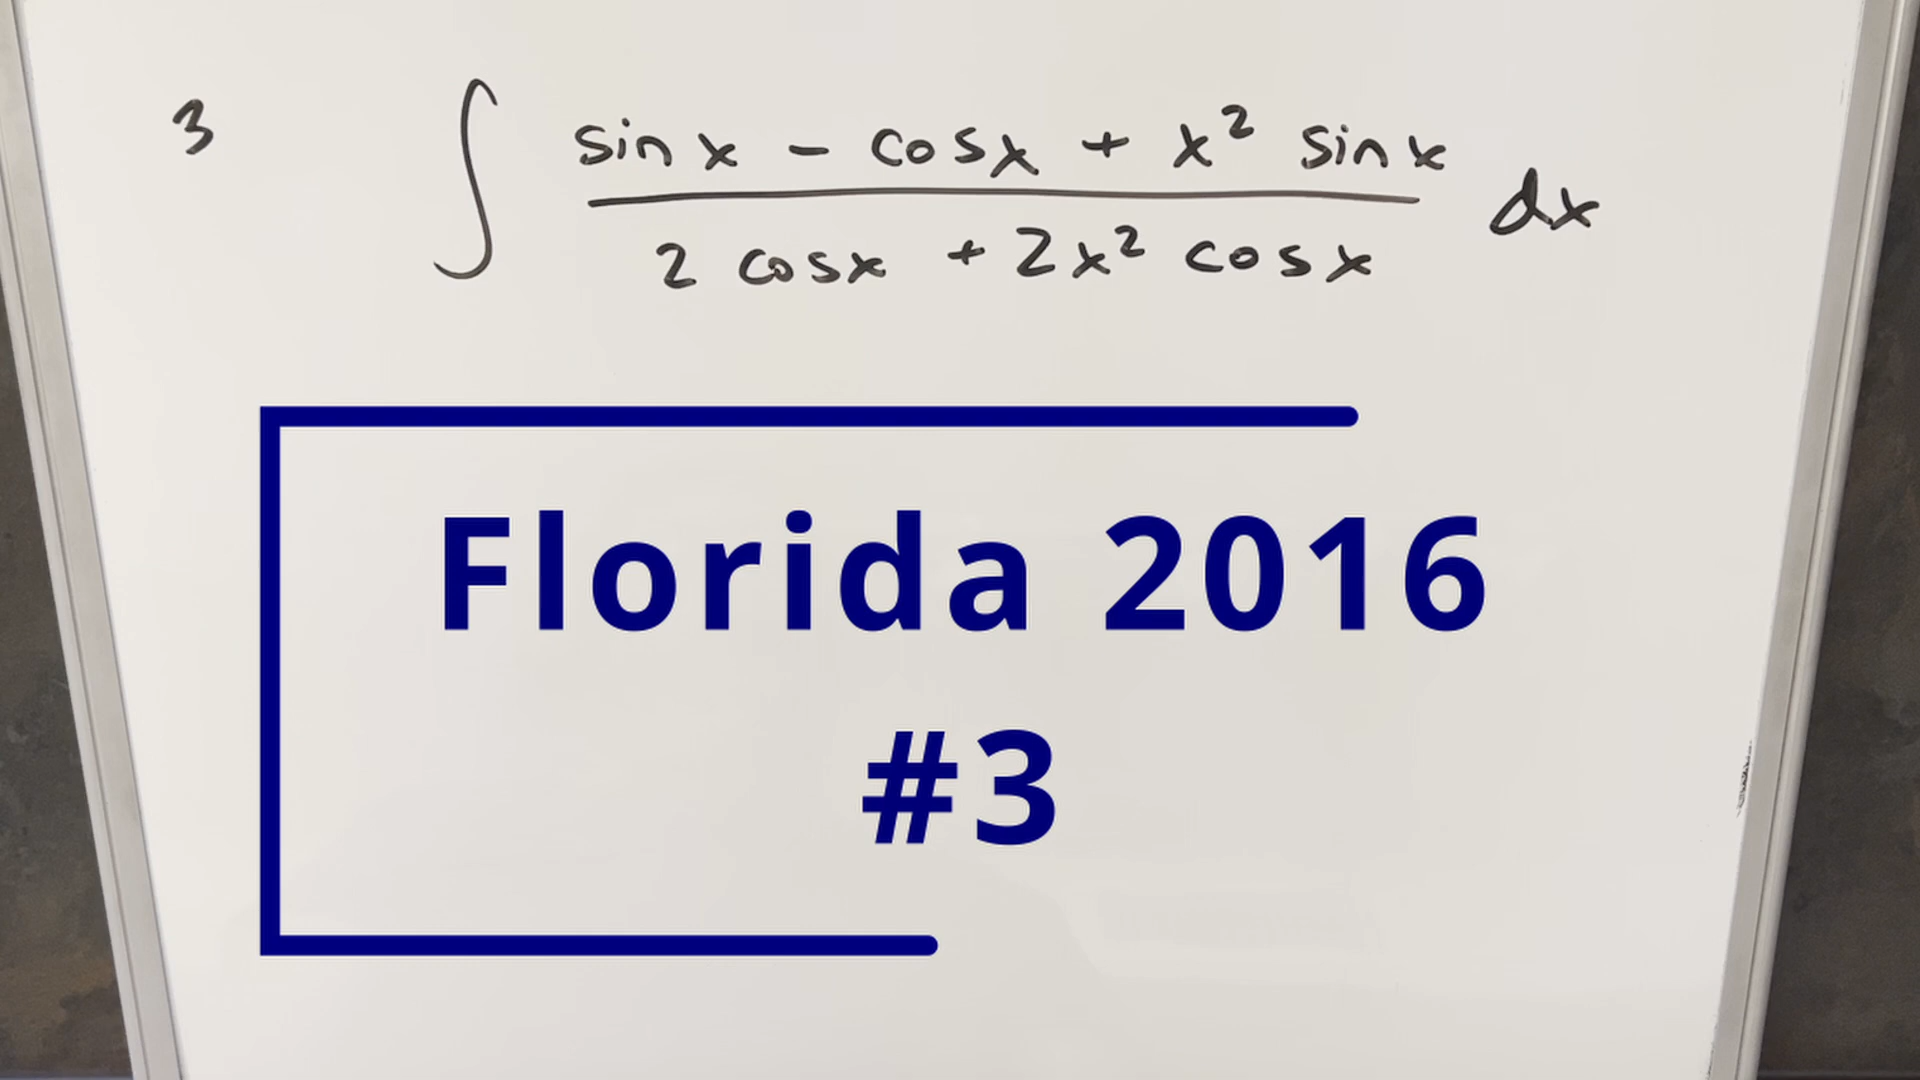 3 ∫ (sin x - cos x + x² sin x) / (2 cos x + 2x² cos x) dx
Florida 2016
#3